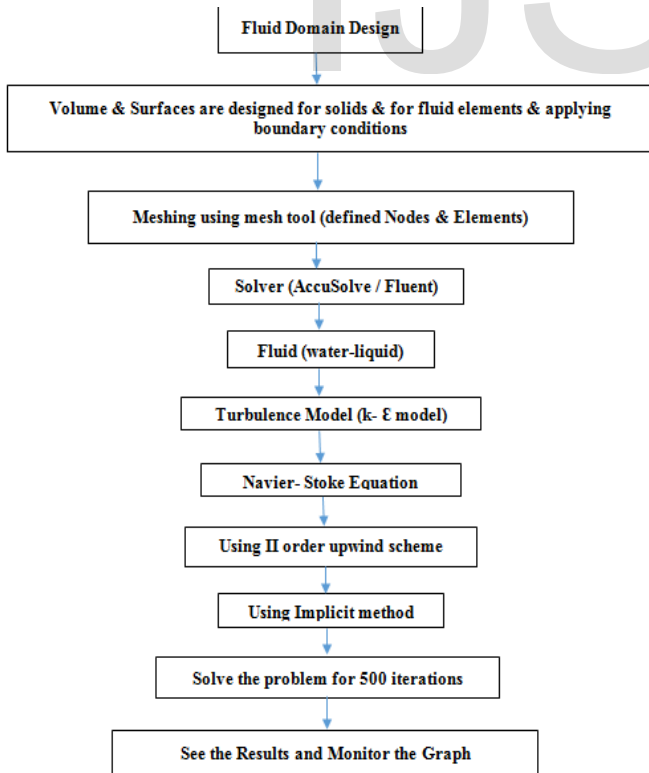 IJS
Fluid Domain Design
Volume & Surfaces are designed for solids & for fluid elements & applying
boundary conditions
Meshing using mesh tool (defined Nodes & Elements)
Solver (AccuSolve / Fluent)
Fluid (water-liquid)
Turbulence Model (k- Ɛ model)
Navier- Stoke Equation
Using II order upwind scheme
Using Implicit method
Solve the problem for 500 iterations
See the Results and Monitor the Graph